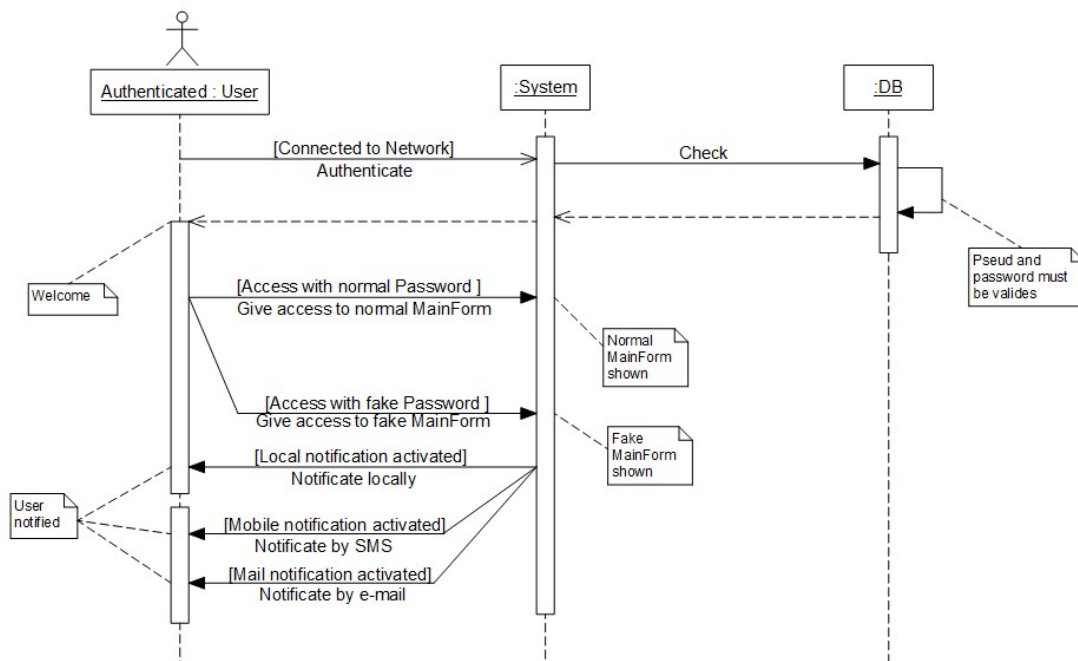 Authenticated : User
:System
:DB
[Connected to Network]
Authenticate
Check
Pseud and
password must
be valides
Welcome
[Access with normal Password ]
Give access to normal MainForm
Normal
MainForm
shown
[Access with fake Password ]
Give access to fake MainForm
Fake
MainForm
shown
[Local notification activated]
Notificate locally
User
notified
[Mobile notification activated]
Notificate by SMS
[Mail notification activated]
Notificate by e-mail